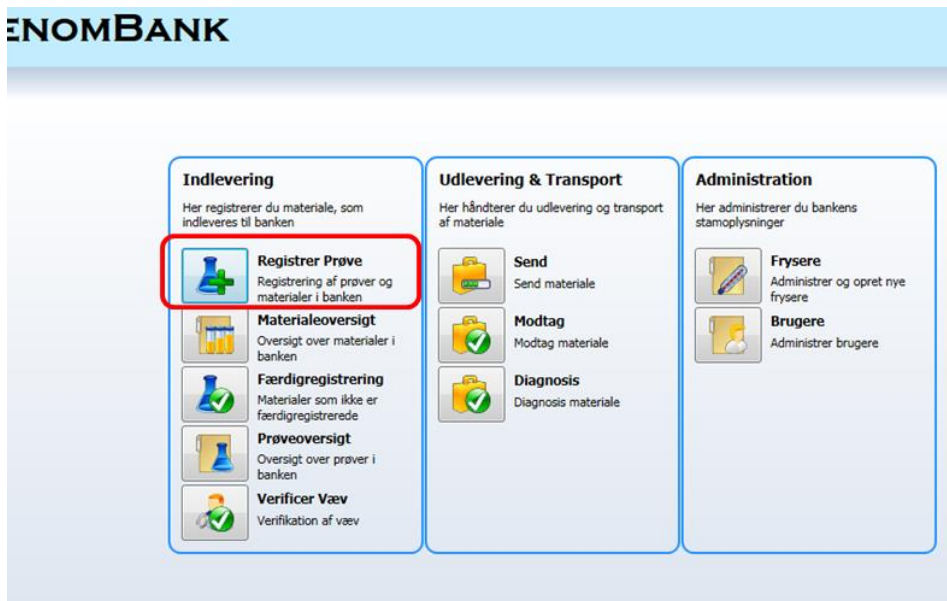 ENOMBANK
Indlevering
Her registrerer du materiale, som
indleveres til banken
Registrer Prøve
Registrering af prøver og
materialer i banken
Materialeoversigt
Oversigt over materialer i
banken
Færdigregistrering
Materialer som ikke er
færdigregistrerede
Prøveoversigt
Oversigt over prøver i
banken
Verificer Væv
Verifikation af væv
Udlevering & Transport
Her håndterer du udlevering og transport
af materiale
Send
Send materiale
Modtag
Modtag materiale
Diagnosis
Diagnosis materiale
Administration
Her administrerer du bankens
stamoplysninger
Frysere
Administrer og opret nye
frysere
Brugere
Administrer brugere